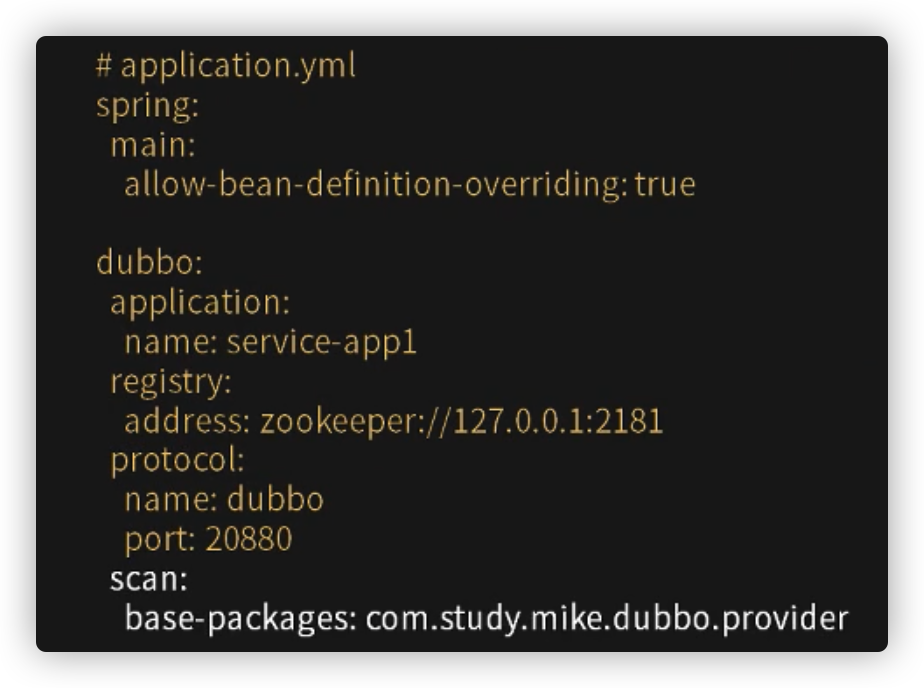 # application.yml
spring:
  main:
    allow-bean-definition-overriding: true

dubbo:
  application:
    name: service-app1
  registry:
    address: zookeeper://127.0.0.1:2181
  protocol:
    name: dubbo
    port: 20880
  scan:
    base-packages: com.study.mike.dubbo.provider